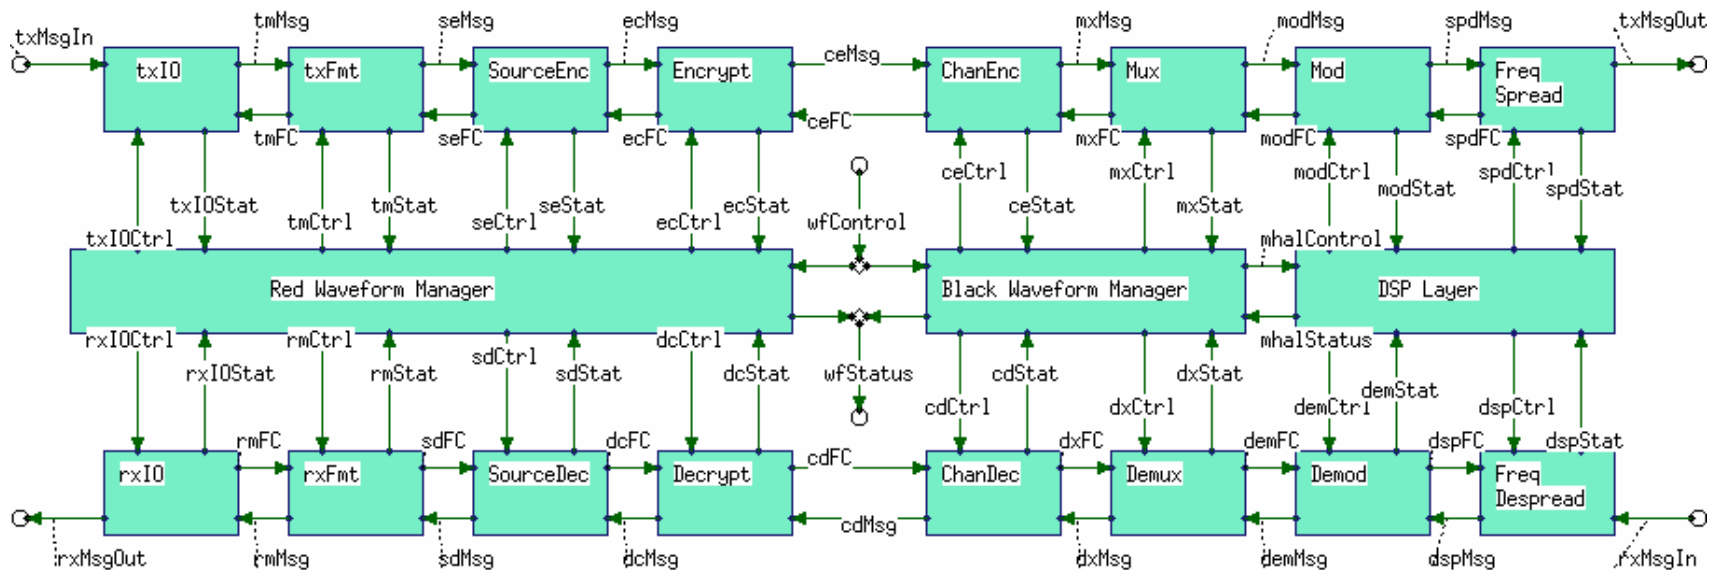 txMsgIn
tmMsg
seMsg
ecMsg
ceMsg
mxMsg
modMsg
spdMsg
txMsgOut
txIO
txFmt
SourceEnc
Encrypt
ChanEnc
Mux
Mod
Freq
Spread
tmFC
seFC
ecFC
ceFC
mxFC
modFC
spdFC
txIOCtrl
txIOStat
tmCtrl
tmStat
seCtrl
seStat
ecCtrl
ecStat
wfControl
ceCtrl
ceStat
mxCtrl
mxStat
modCtrl
modStat
spdCtrl
spdStat
mhalControl
Red Waveform Manager
Black Waveform Manager
DSP Layer
mhalStatus
rxIOCtrl
rxIOStat
rmCtrl
rmStat
sdCtrl
sdStat
dcCtrl
dcStat
wfStatus
cdCtrl
cdStat
dxCtrl
dxStat
demCtrl
demStat
dspCtrl
dspStat
rmFC
sdFC
dcFC
cdFC
dxFC
demFC
dspFC
rxIO
rxFmt
SourceDec
Decrypt
ChanDec
Demux
Demod
Freq
Despread
rxMsgOut
rmMsg
sdMsg
dcMsg
cdMsg
dxMsg
demMsg
dspMsg
rxMsgIn